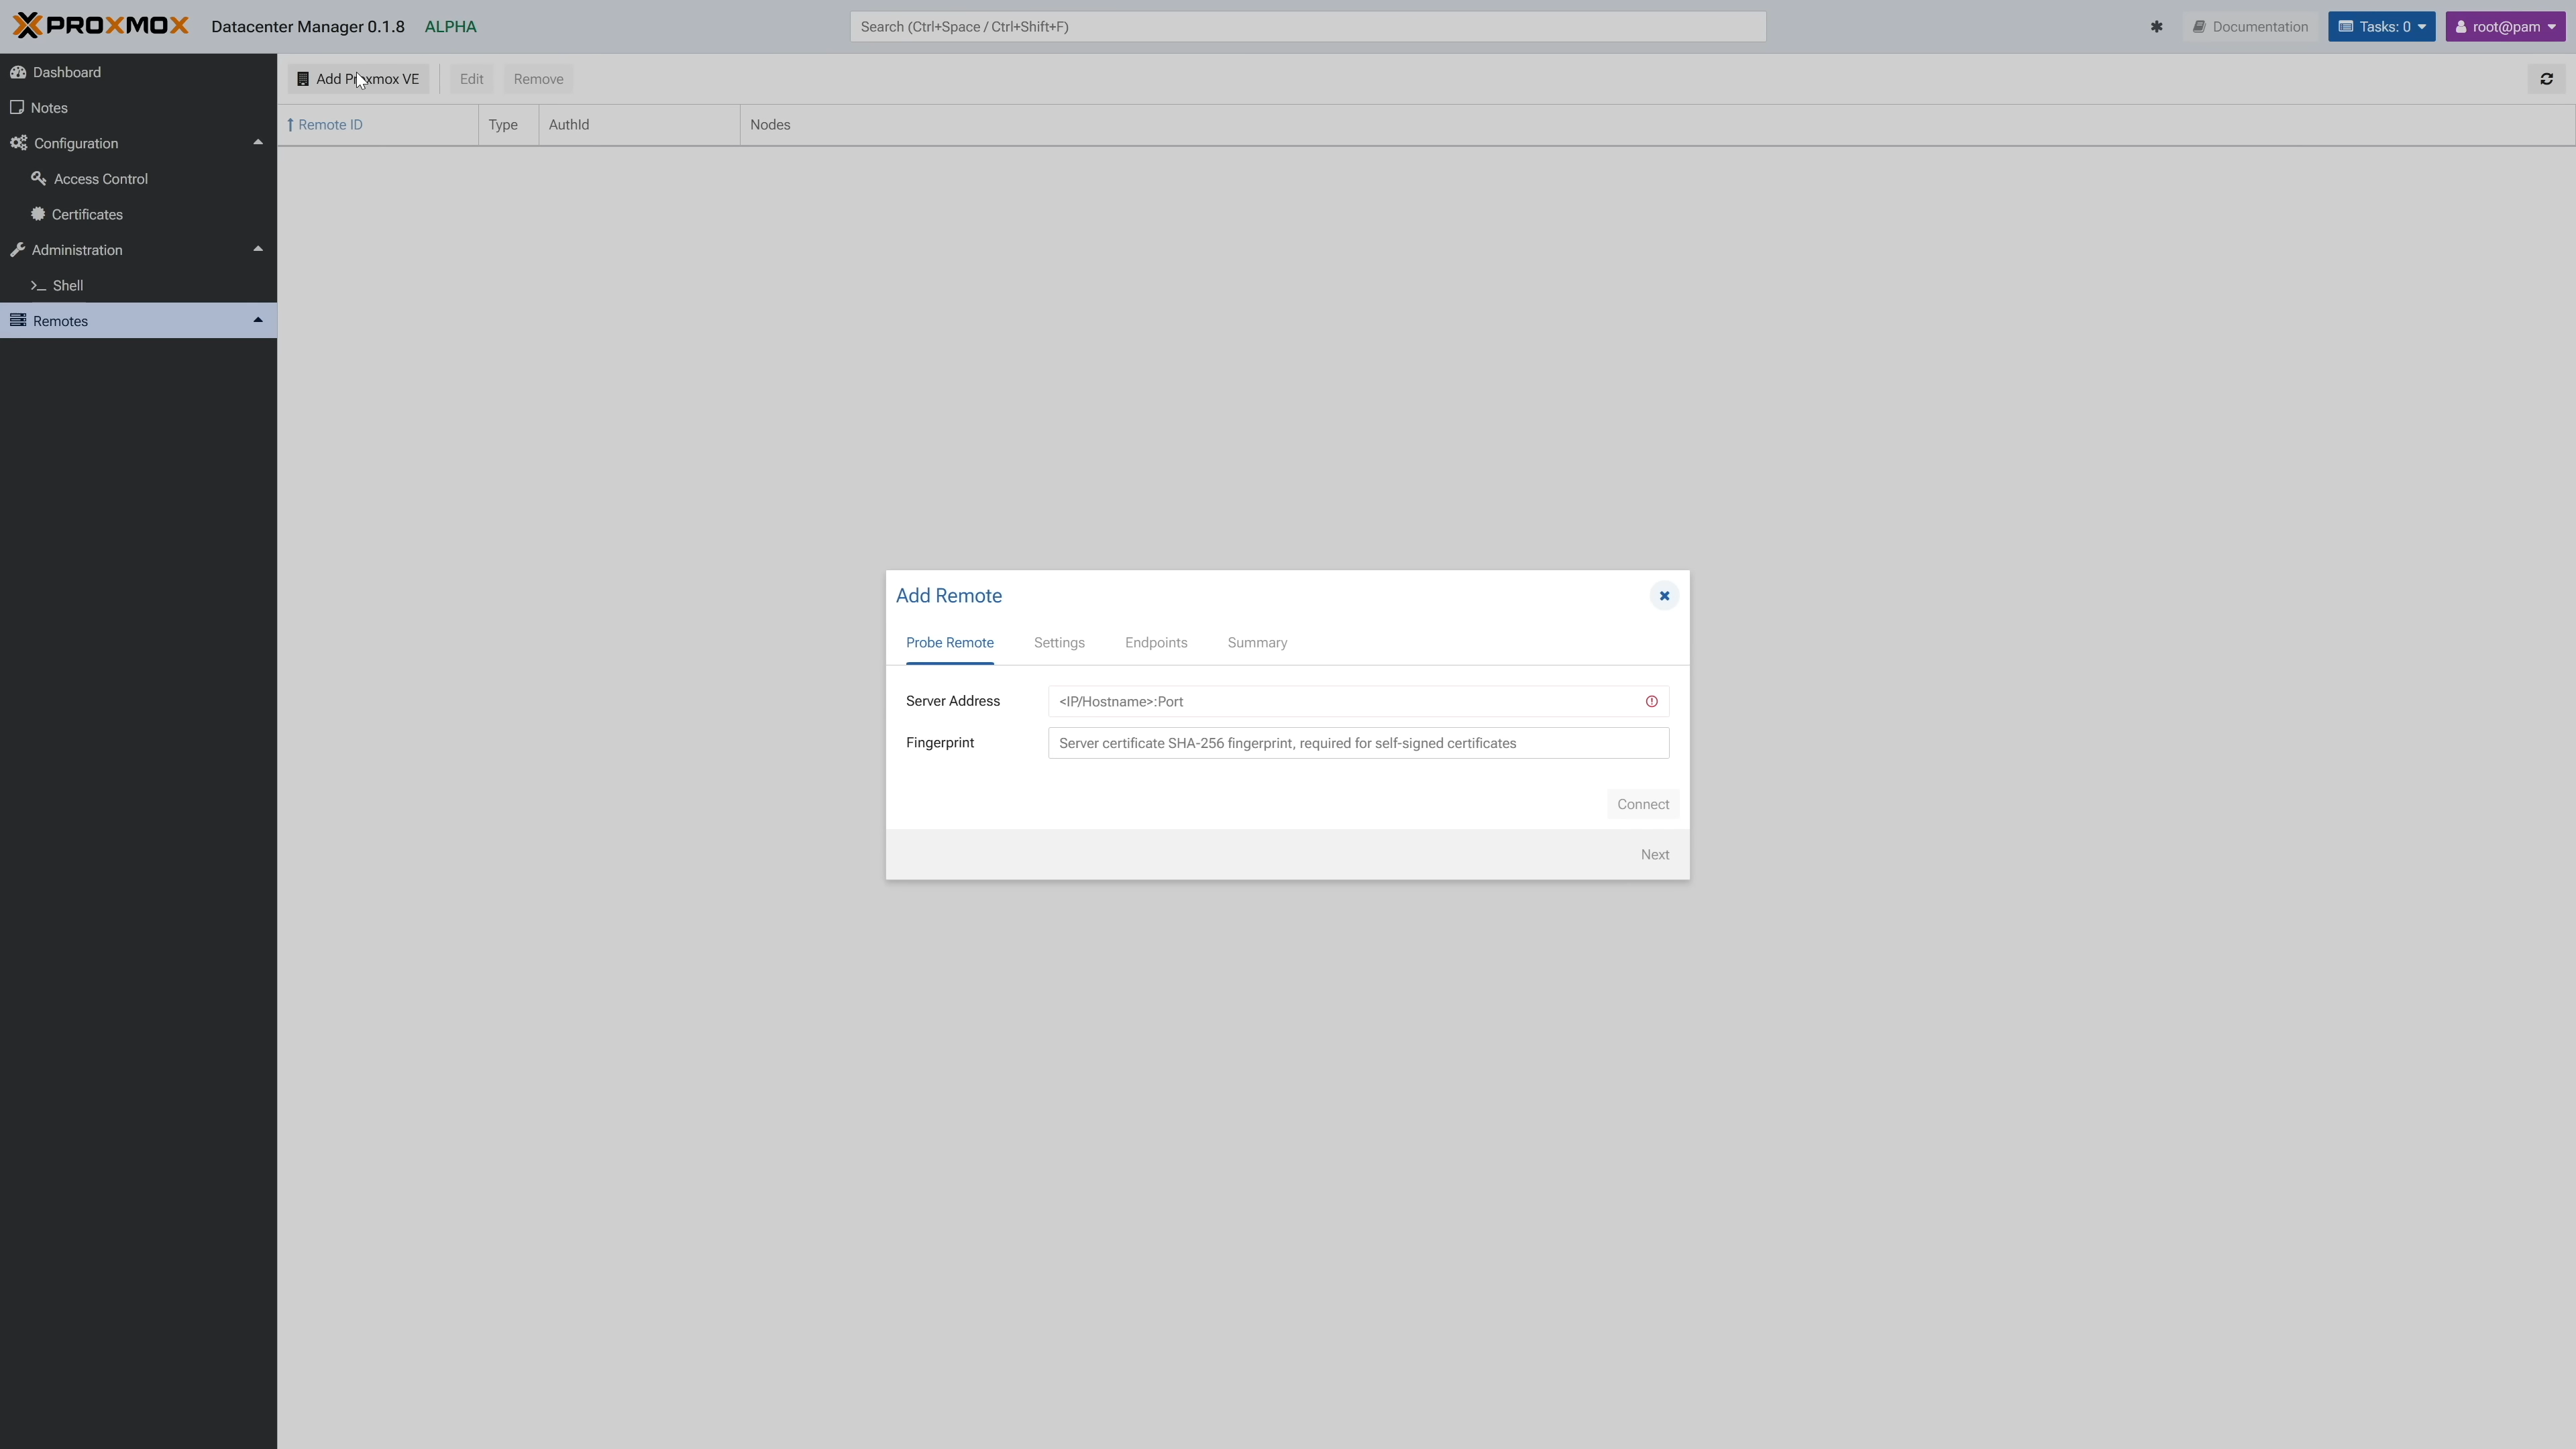 PROXMOX Datacenter Manager 0.1.8 ALPHA Search (Ctrl+Space / Ctrl+Shift+F) Documentation Tasks: 0 root@pam
Dashboard
Notes
Configuration
Access Control
Certificates
Administration
Shell
Remotes
Add Proxmox VE Edit Remove
Remote ID Type AuthId Nodes
Add Remote
Probe Remote Settings Endpoints Summary
Server Address <IP/Hostname>:Port
Fingerprint Server certificate SHA-256 fingerprint, required for self-signed certificates
Connect
Next